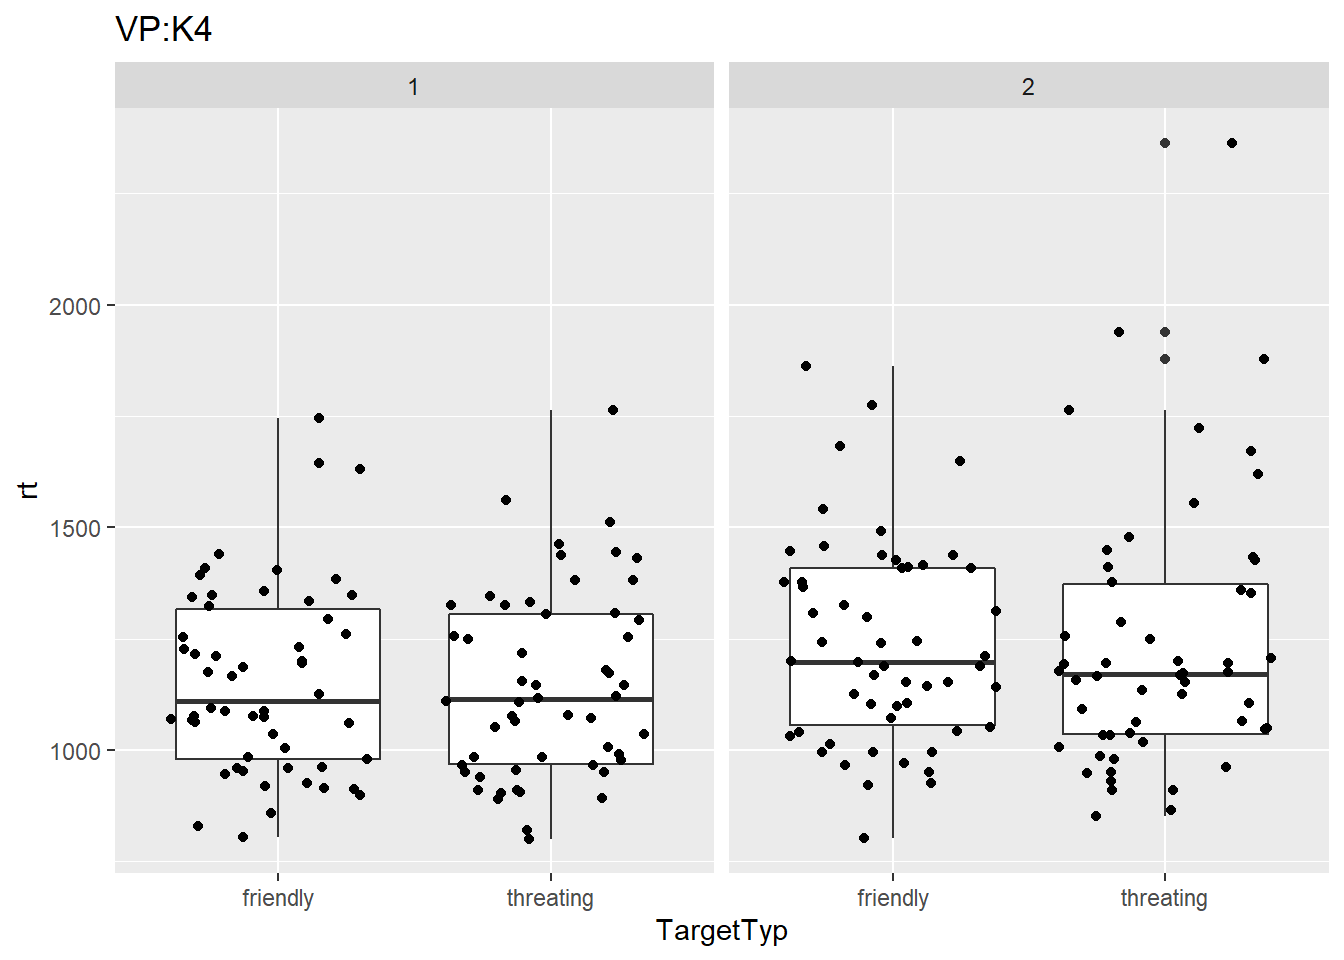 VP:K4
1
2
rt
2000
1500
1000
friendly
threating
friendly
threating
TargetTyp